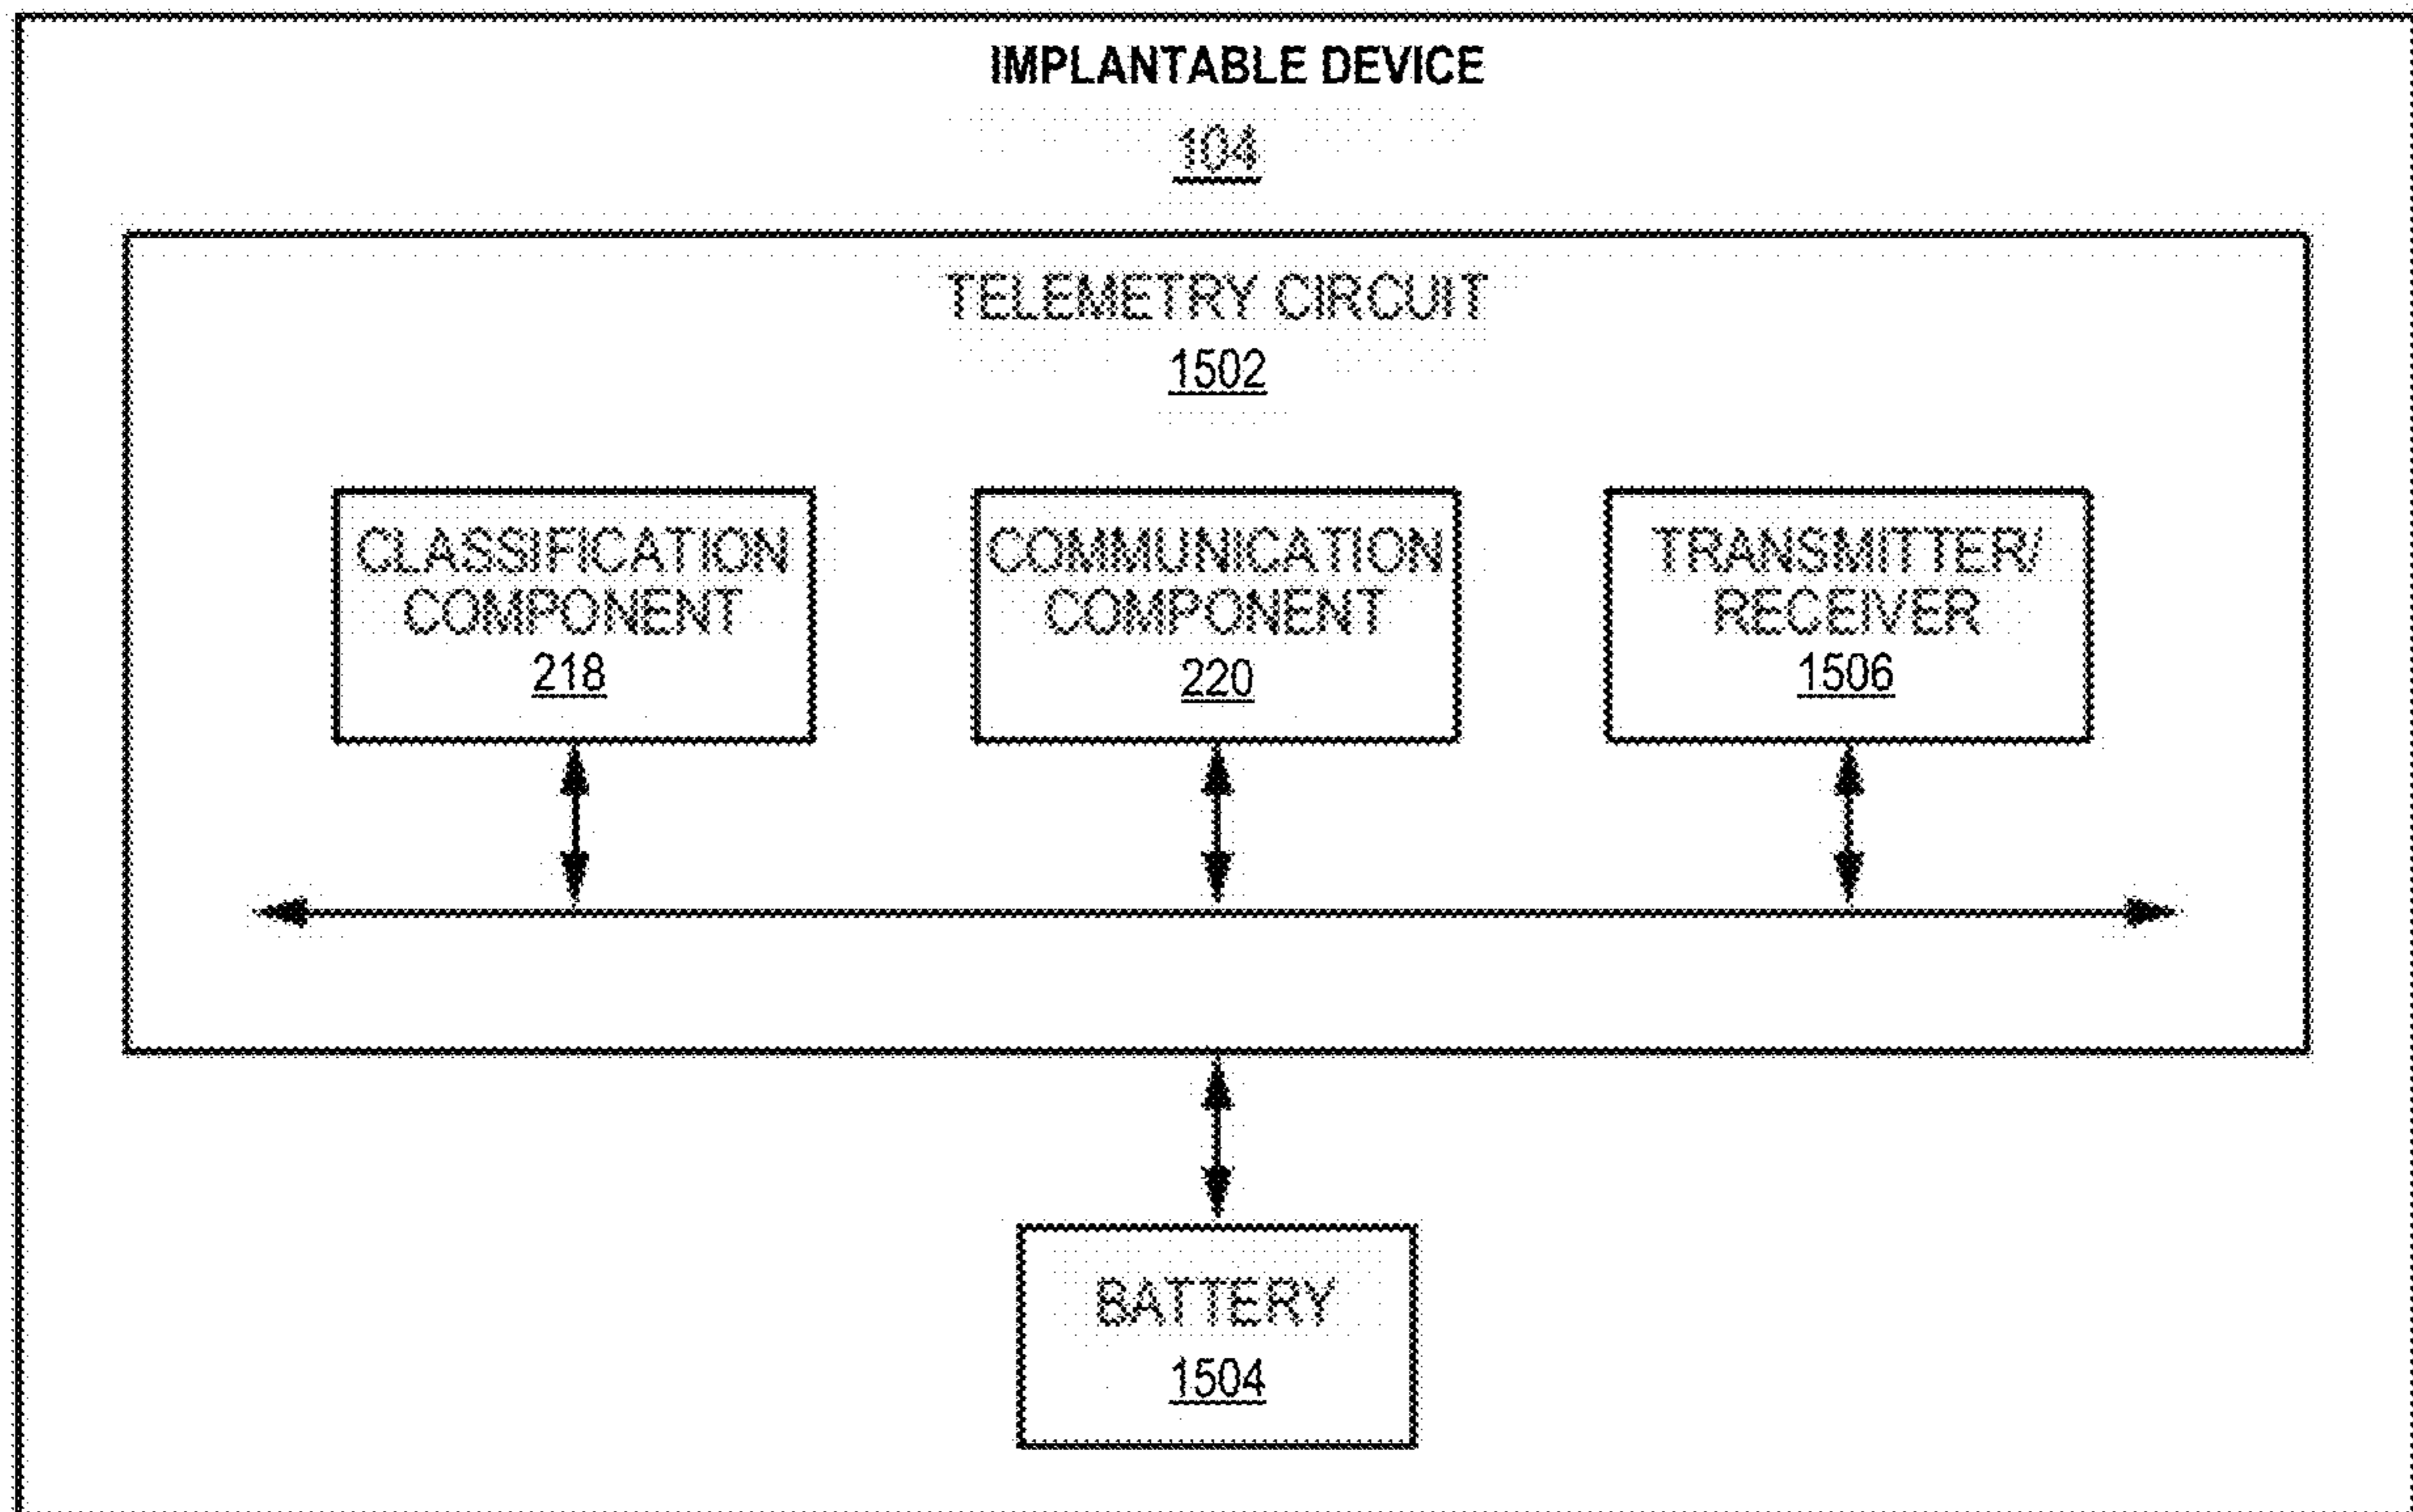 IMPLANTABLE DEVICE
104
TELEMETRY CIRCUIT
1502
CLASSIFICATION
COMPONENT
218
COMMUNICATION
COMPONENT
220
TRANSMITTER/
RECEIVER
1506
BATTERY
1504